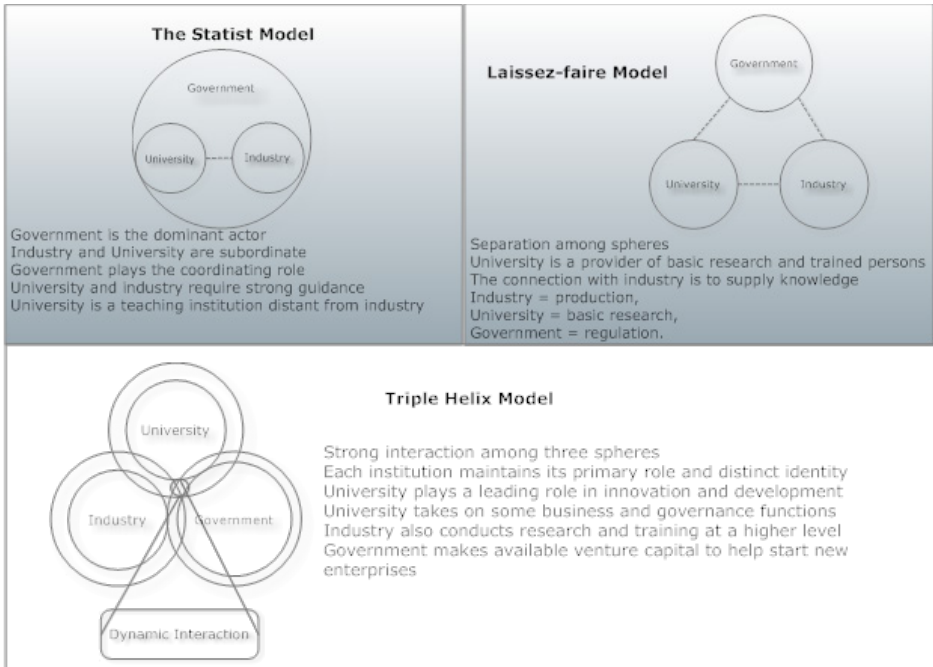 The Statist Model
Government
University
Industry
Government is the dominant actor
Industry and University are subordinate
Government plays the coordinating role
University and industry require strong guidance
University is a teaching institution distant from industry
Laissez-faire Model
Government
University
Industry
Separation among spheres
University is a provider of basic research and trained persons
The connection with industry is to supply knowledge
Industry = production,
University = basic research,
Government = regulation.
Triple Helix Model
University
Industry
Government
Dynamic Interaction
Strong interaction among three spheres
Each institution maintains its primary role and distinct identity
University plays a leading role in innovation and development
University takes on some business and governance functions
Industry also conducts research and training at a higher level
Government makes available venture capital to help start new
enterprises